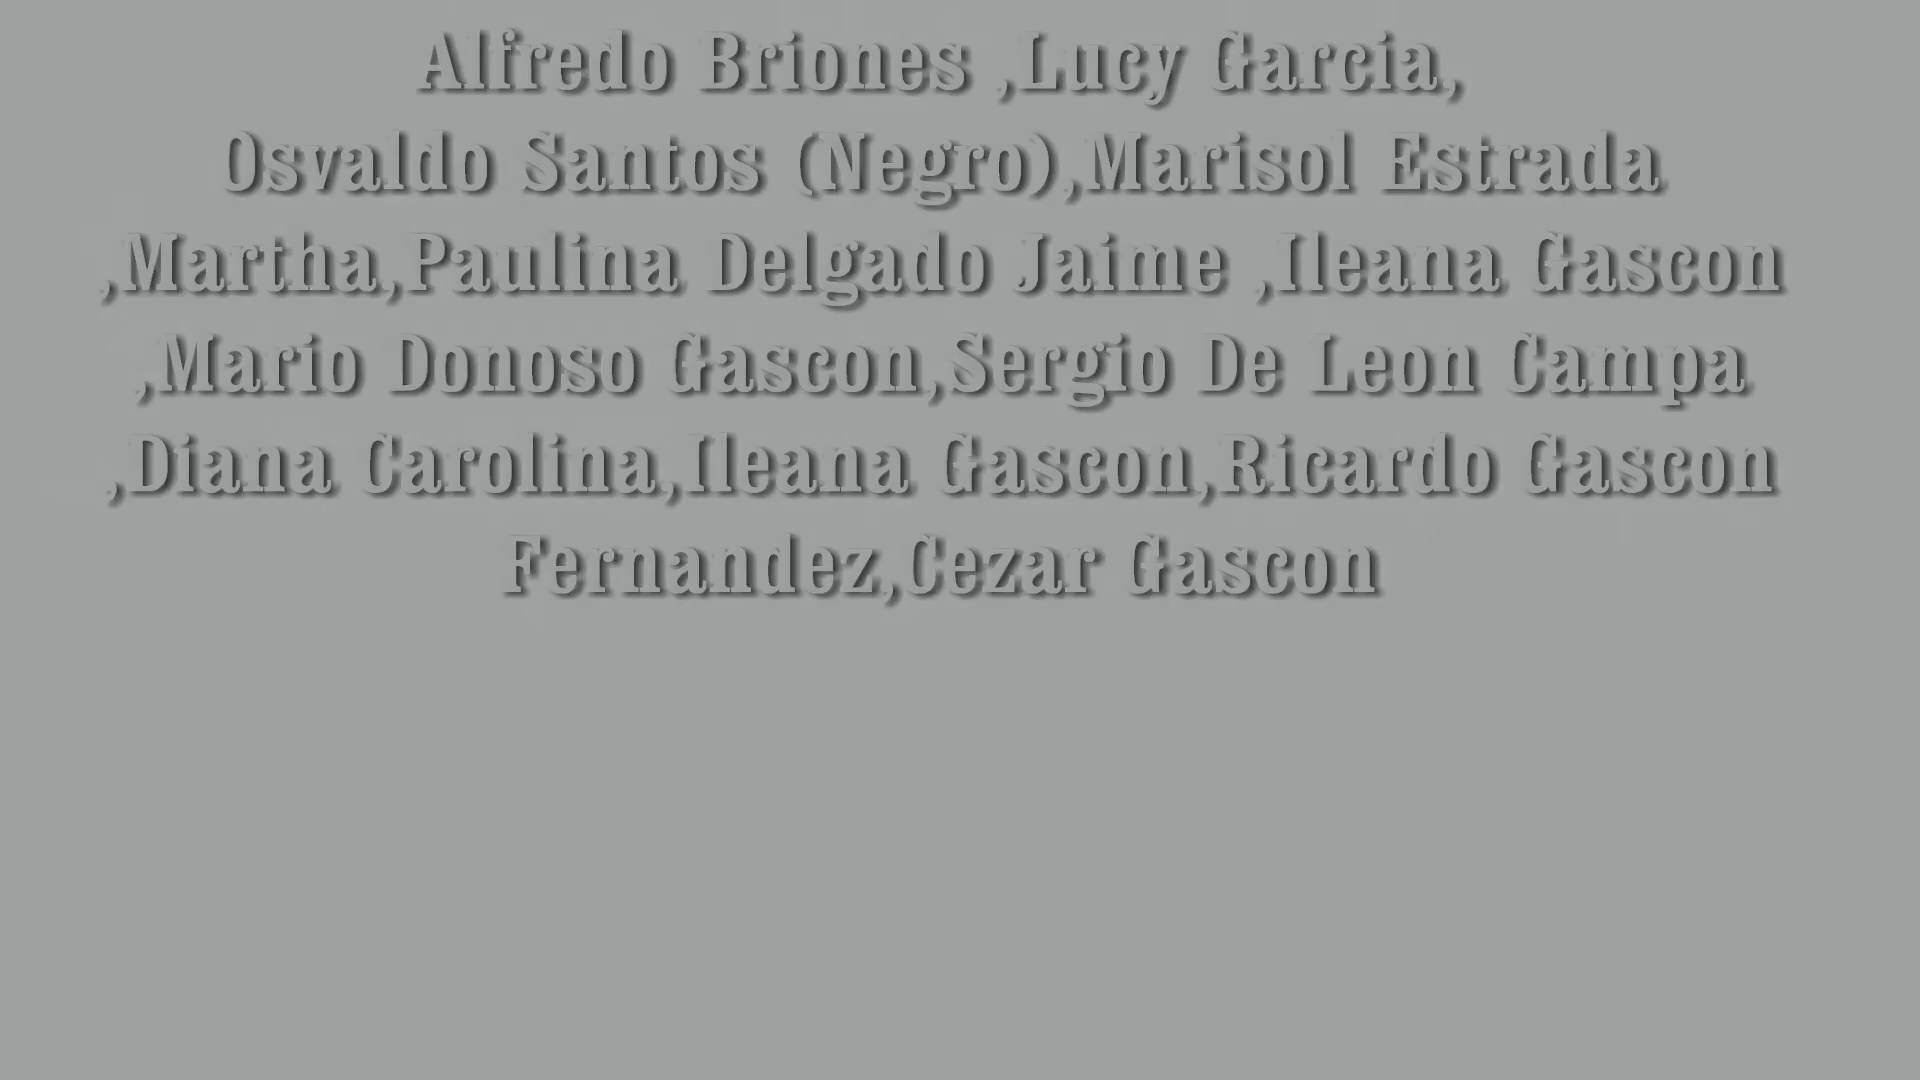 Alfredo Briones ,Lucy Garcia,
Osvaldo Santos (Negro),Marisol Estrada
,Martha,Paulina Delgado Jaime ,Ileana Gascon
,Mario Donoso Gascon,Sergio De Leon Campa
,Diana Carolina,Ileana Gascon,Ricardo Gascon
Fernandez,Cezar Gascon